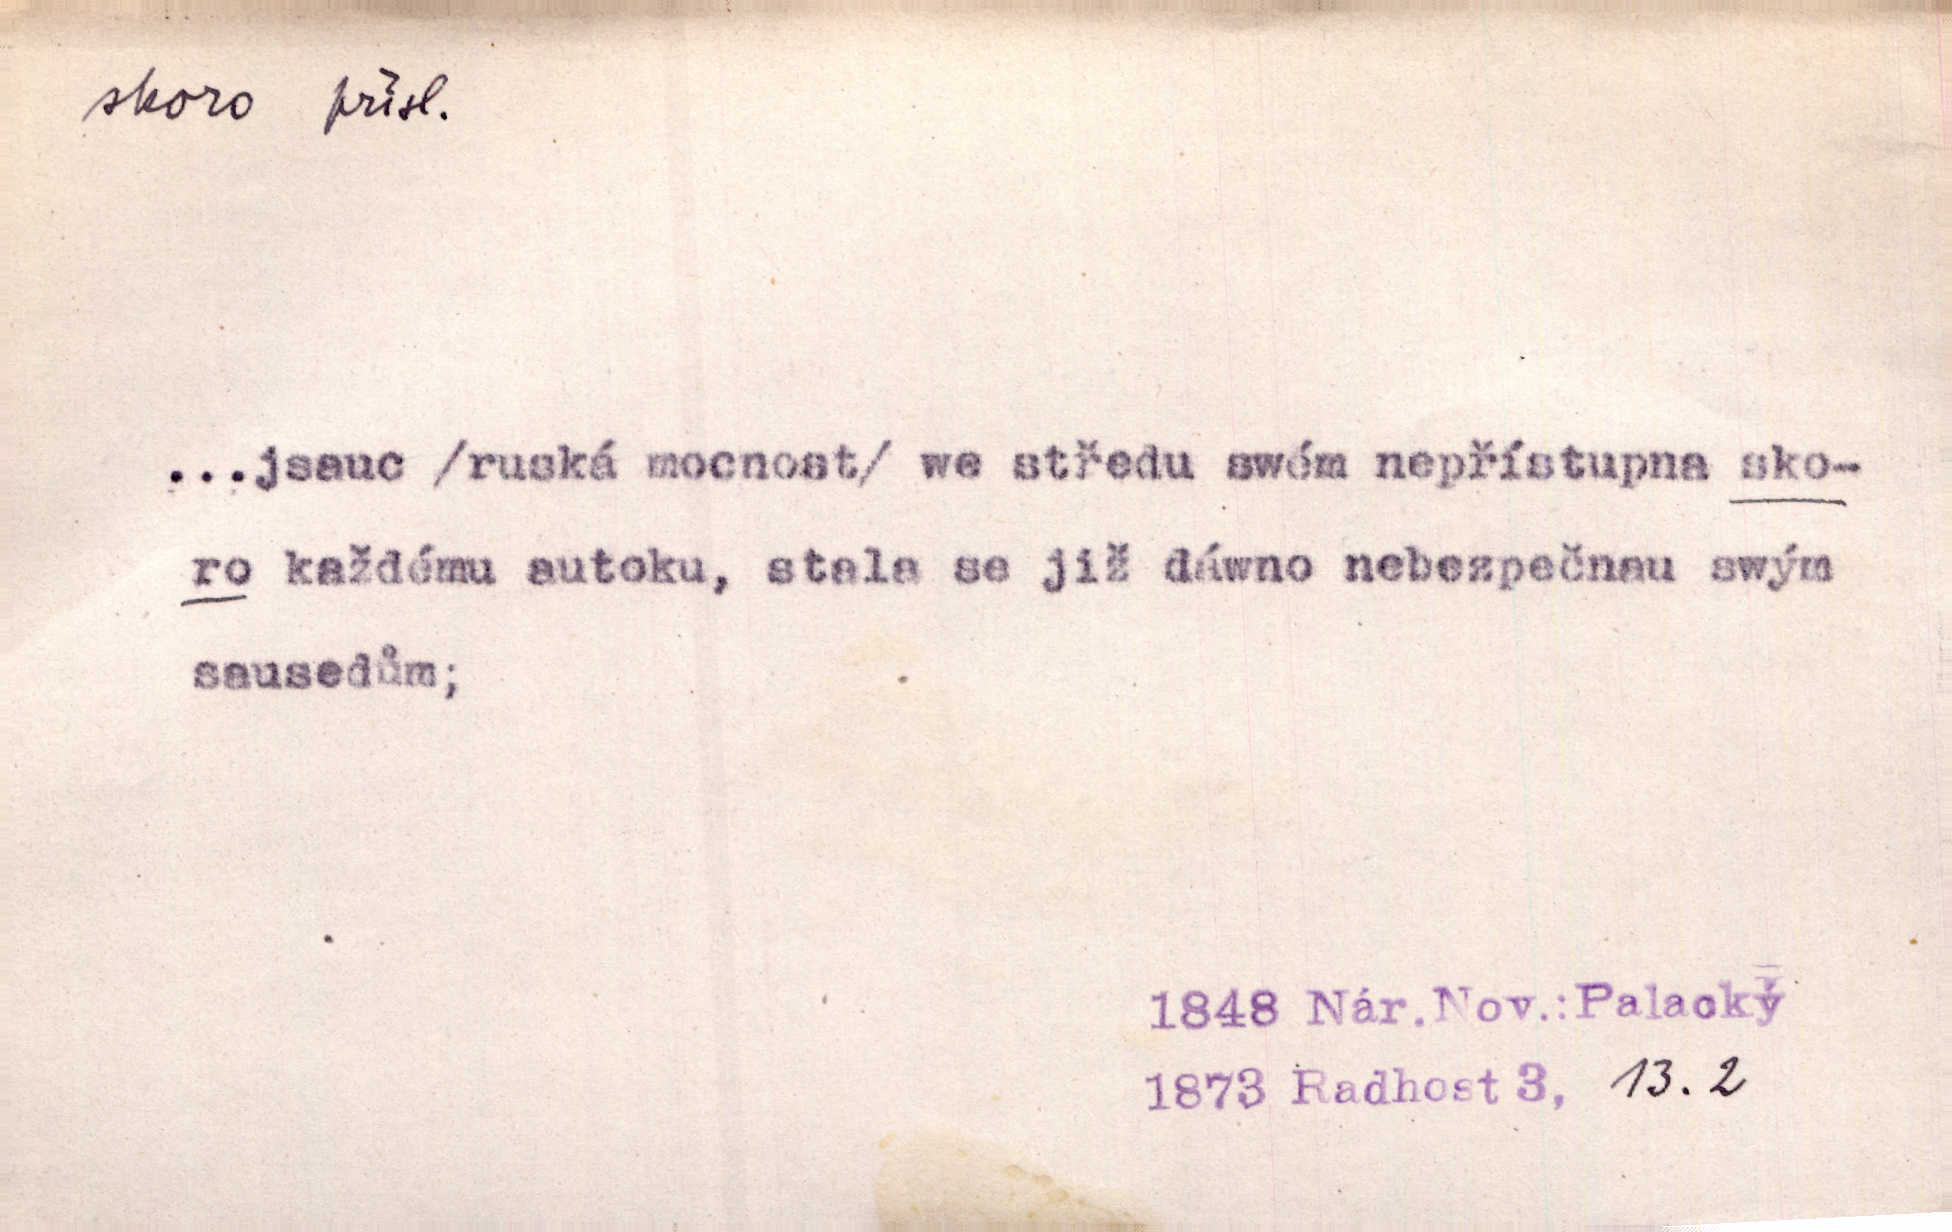 skoro přísl.
...jsauc /ruská mocnost/ we středu swém nepřístupna sko-
ro každému autoku, stala se již dáwno nebezpečnau swým
sausedům;
1848 Nár.Nov.:Palacký
1873 Radhost 3, 13.2